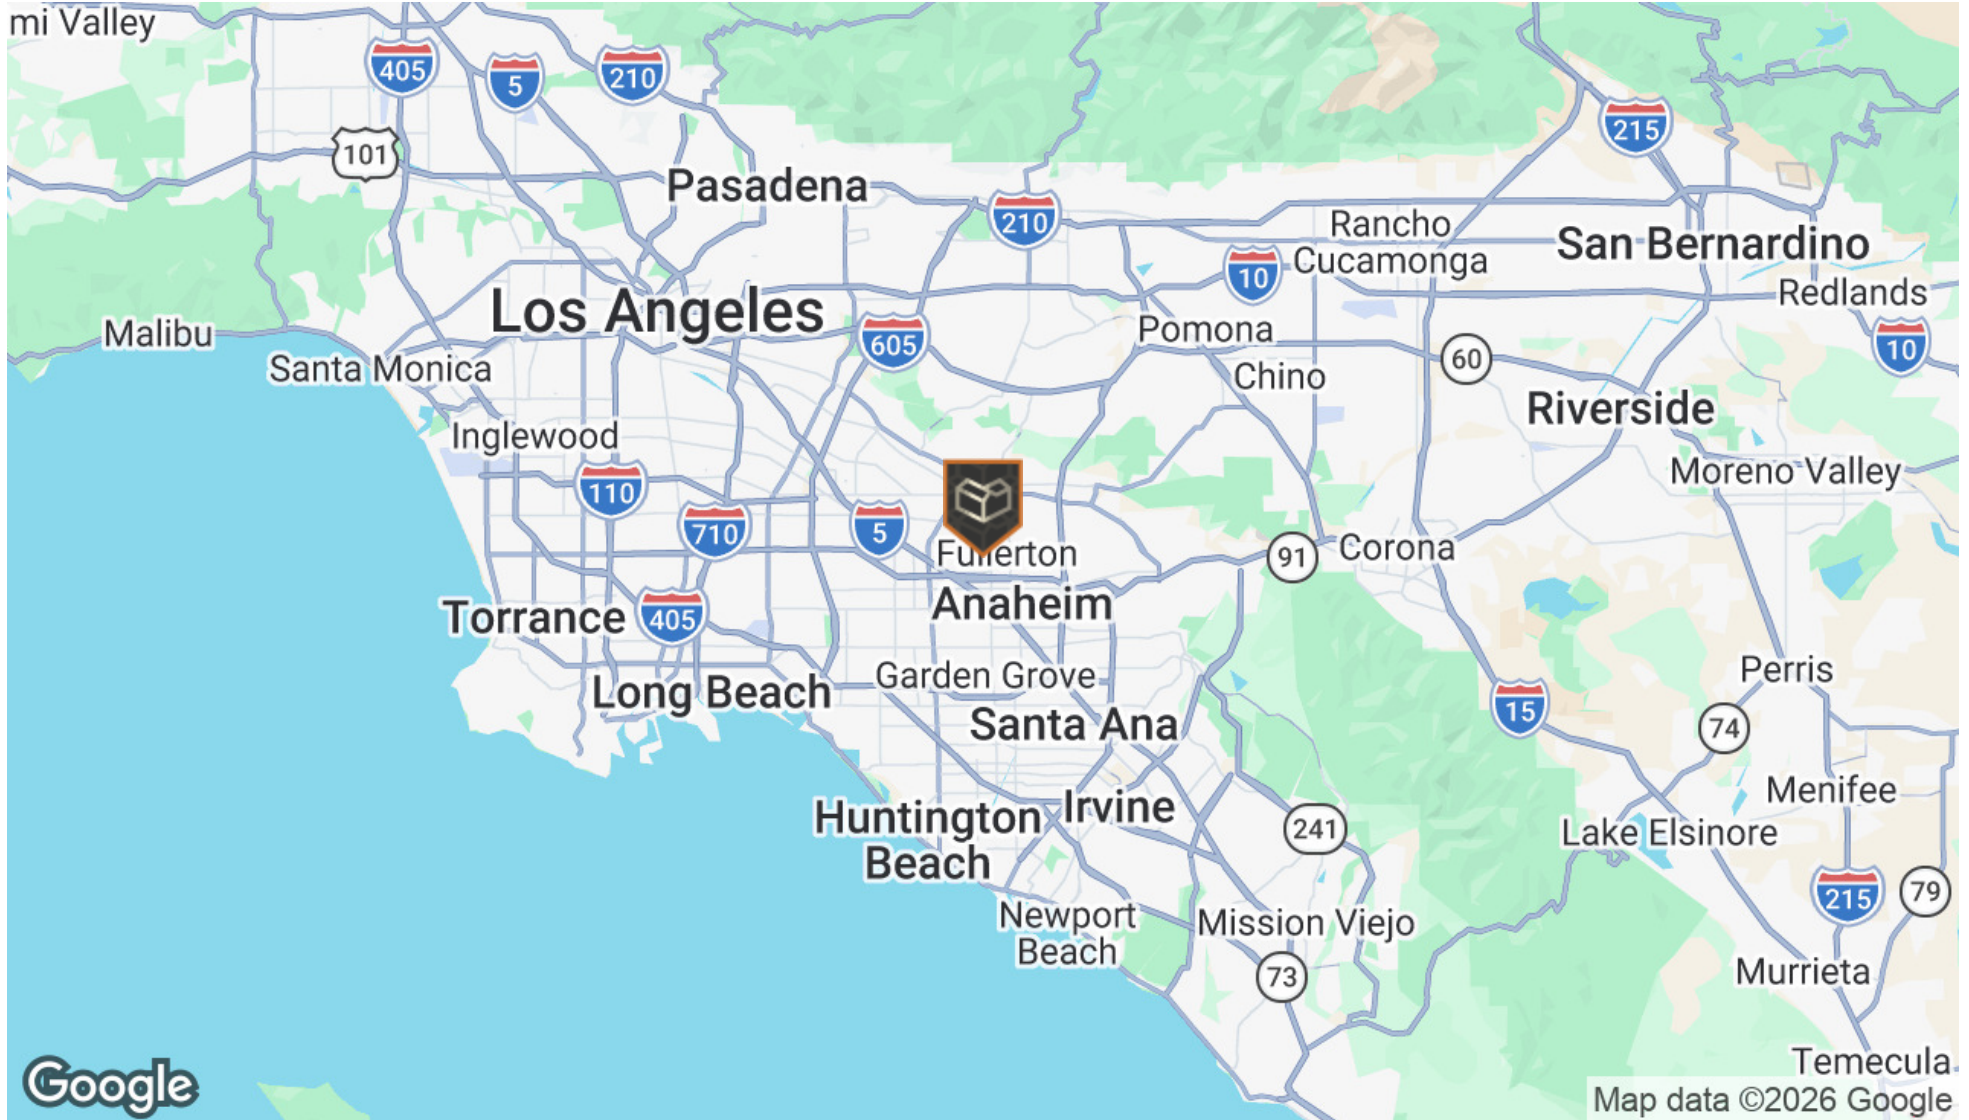 mi Valley
405
5
210
101
215
Pasadena
210
Rancho
Cucamonga
San Bernardino
10
Redlands
Los Angeles
Malibu
605
Pomona
60
10
Santa Monica
Chino
Riverside
Inglewood
Moreno Valley
110
710
5
Fullerton
91
Corona
Anaheim
Torrance
405
Garden Grove
Perris
Long Beach
Santa Ana
15
74
Menifee
Huntington
Beach
Irvine
241
Lake Elsinore
215
79
Newport
Beach
Mission Viejo
73
Murrieta
Temecula
Google
Map data ©2026 Google